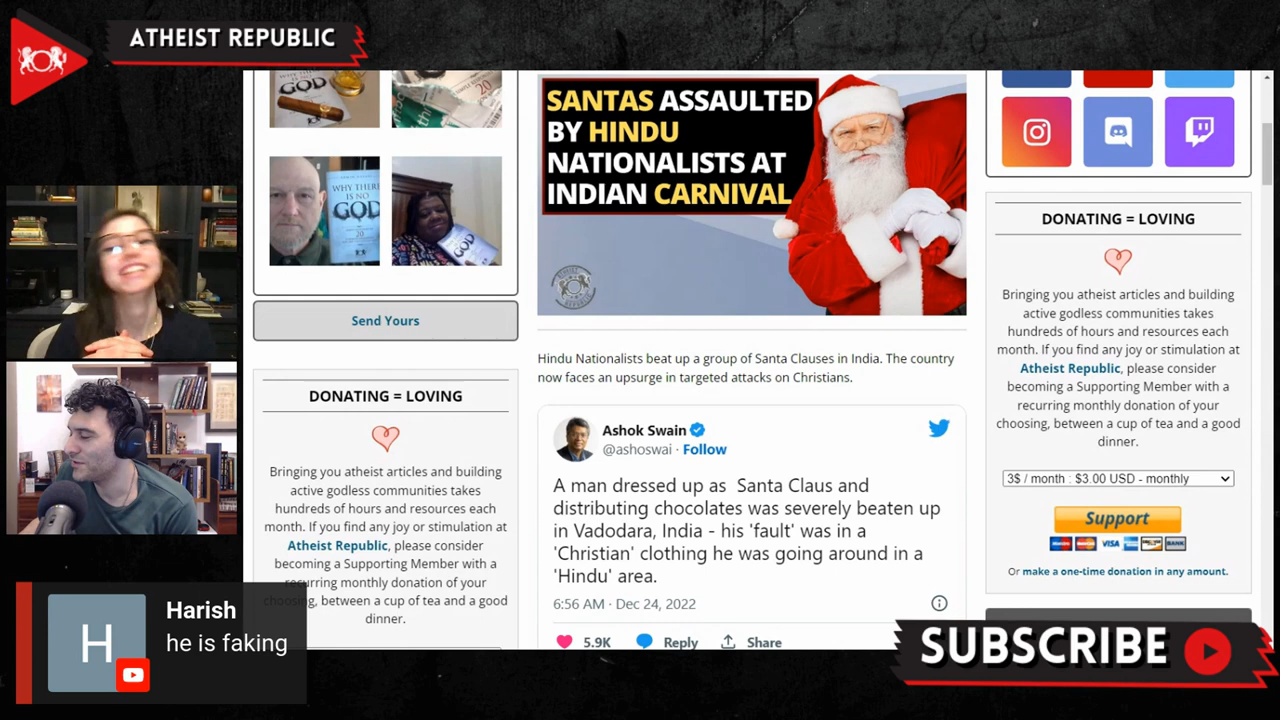 ATHEIST REPUBLIC
GOD
20
WHY THERE
IS NO
GOD
20
GOD
Send Yours
DONATING = LOVING
Bringing you atheist articles and building
active godless communities takes
hundreds of hours and resources each
month. If you find any joy or stimulation at
Atheist Republic, please consider
becoming a Supporting Member with a
recurring monthly donation of your
choosing, between a cup of tea and a good
dinner.
SANTAS ASSAULTED
BY HINDU
NATIONALISTS AT
INDIAN CARNIVAL
ATHEIST
REPUBLIC
Hindu Nationalists beat up a group of Santa Clauses in India. The country
now faces an upsurge in targeted attacks on Christians.
Ashok Swain
@ashoswai · Follow
A man dressed up as Santa Claus and
distributing chocolates was severely beaten up
in Vadodara, India - his 'fault' was in a
'Christian' clothing he was going around in a
'Hindu' area.
6:56 AM · Dec 24, 2022
5.9K Reply Share
DONATING = LOVING
Bringing you atheist articles and building
active godless communities takes
hundreds of hours and resources each
month. If you find any joy or stimulation at
Atheist Republic, please consider
becoming a Supporting Member with a
recurring monthly donation of your
choosing, between a cup of tea and a good
dinner.
3$ / month : $3.00 USD - monthly
Support
VISA
BANK
Or make a one-time donation in any amount.
H
Harish
he is faking
SUBSCRIBE